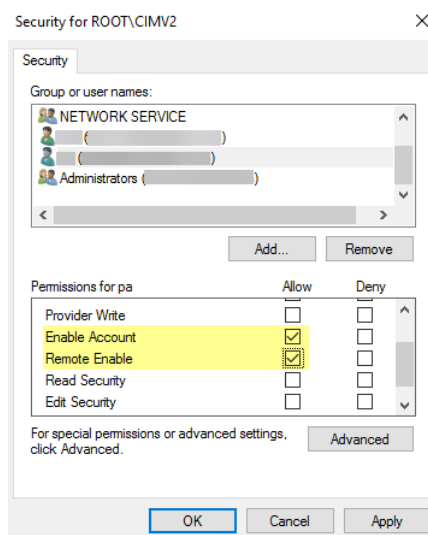 Security for ROOT\CIMV2
Security
Group or user names:
NETWORK SERVICE
( )
( )
Administrators ( )
Add... Remove
Permissions for pa Allow Deny
Provider Write
Enable Account
Remote Enable
Read Security
Edit Security
For special permissions or advanced settings,
click Advanced.
Advanced
OK Cancel Apply